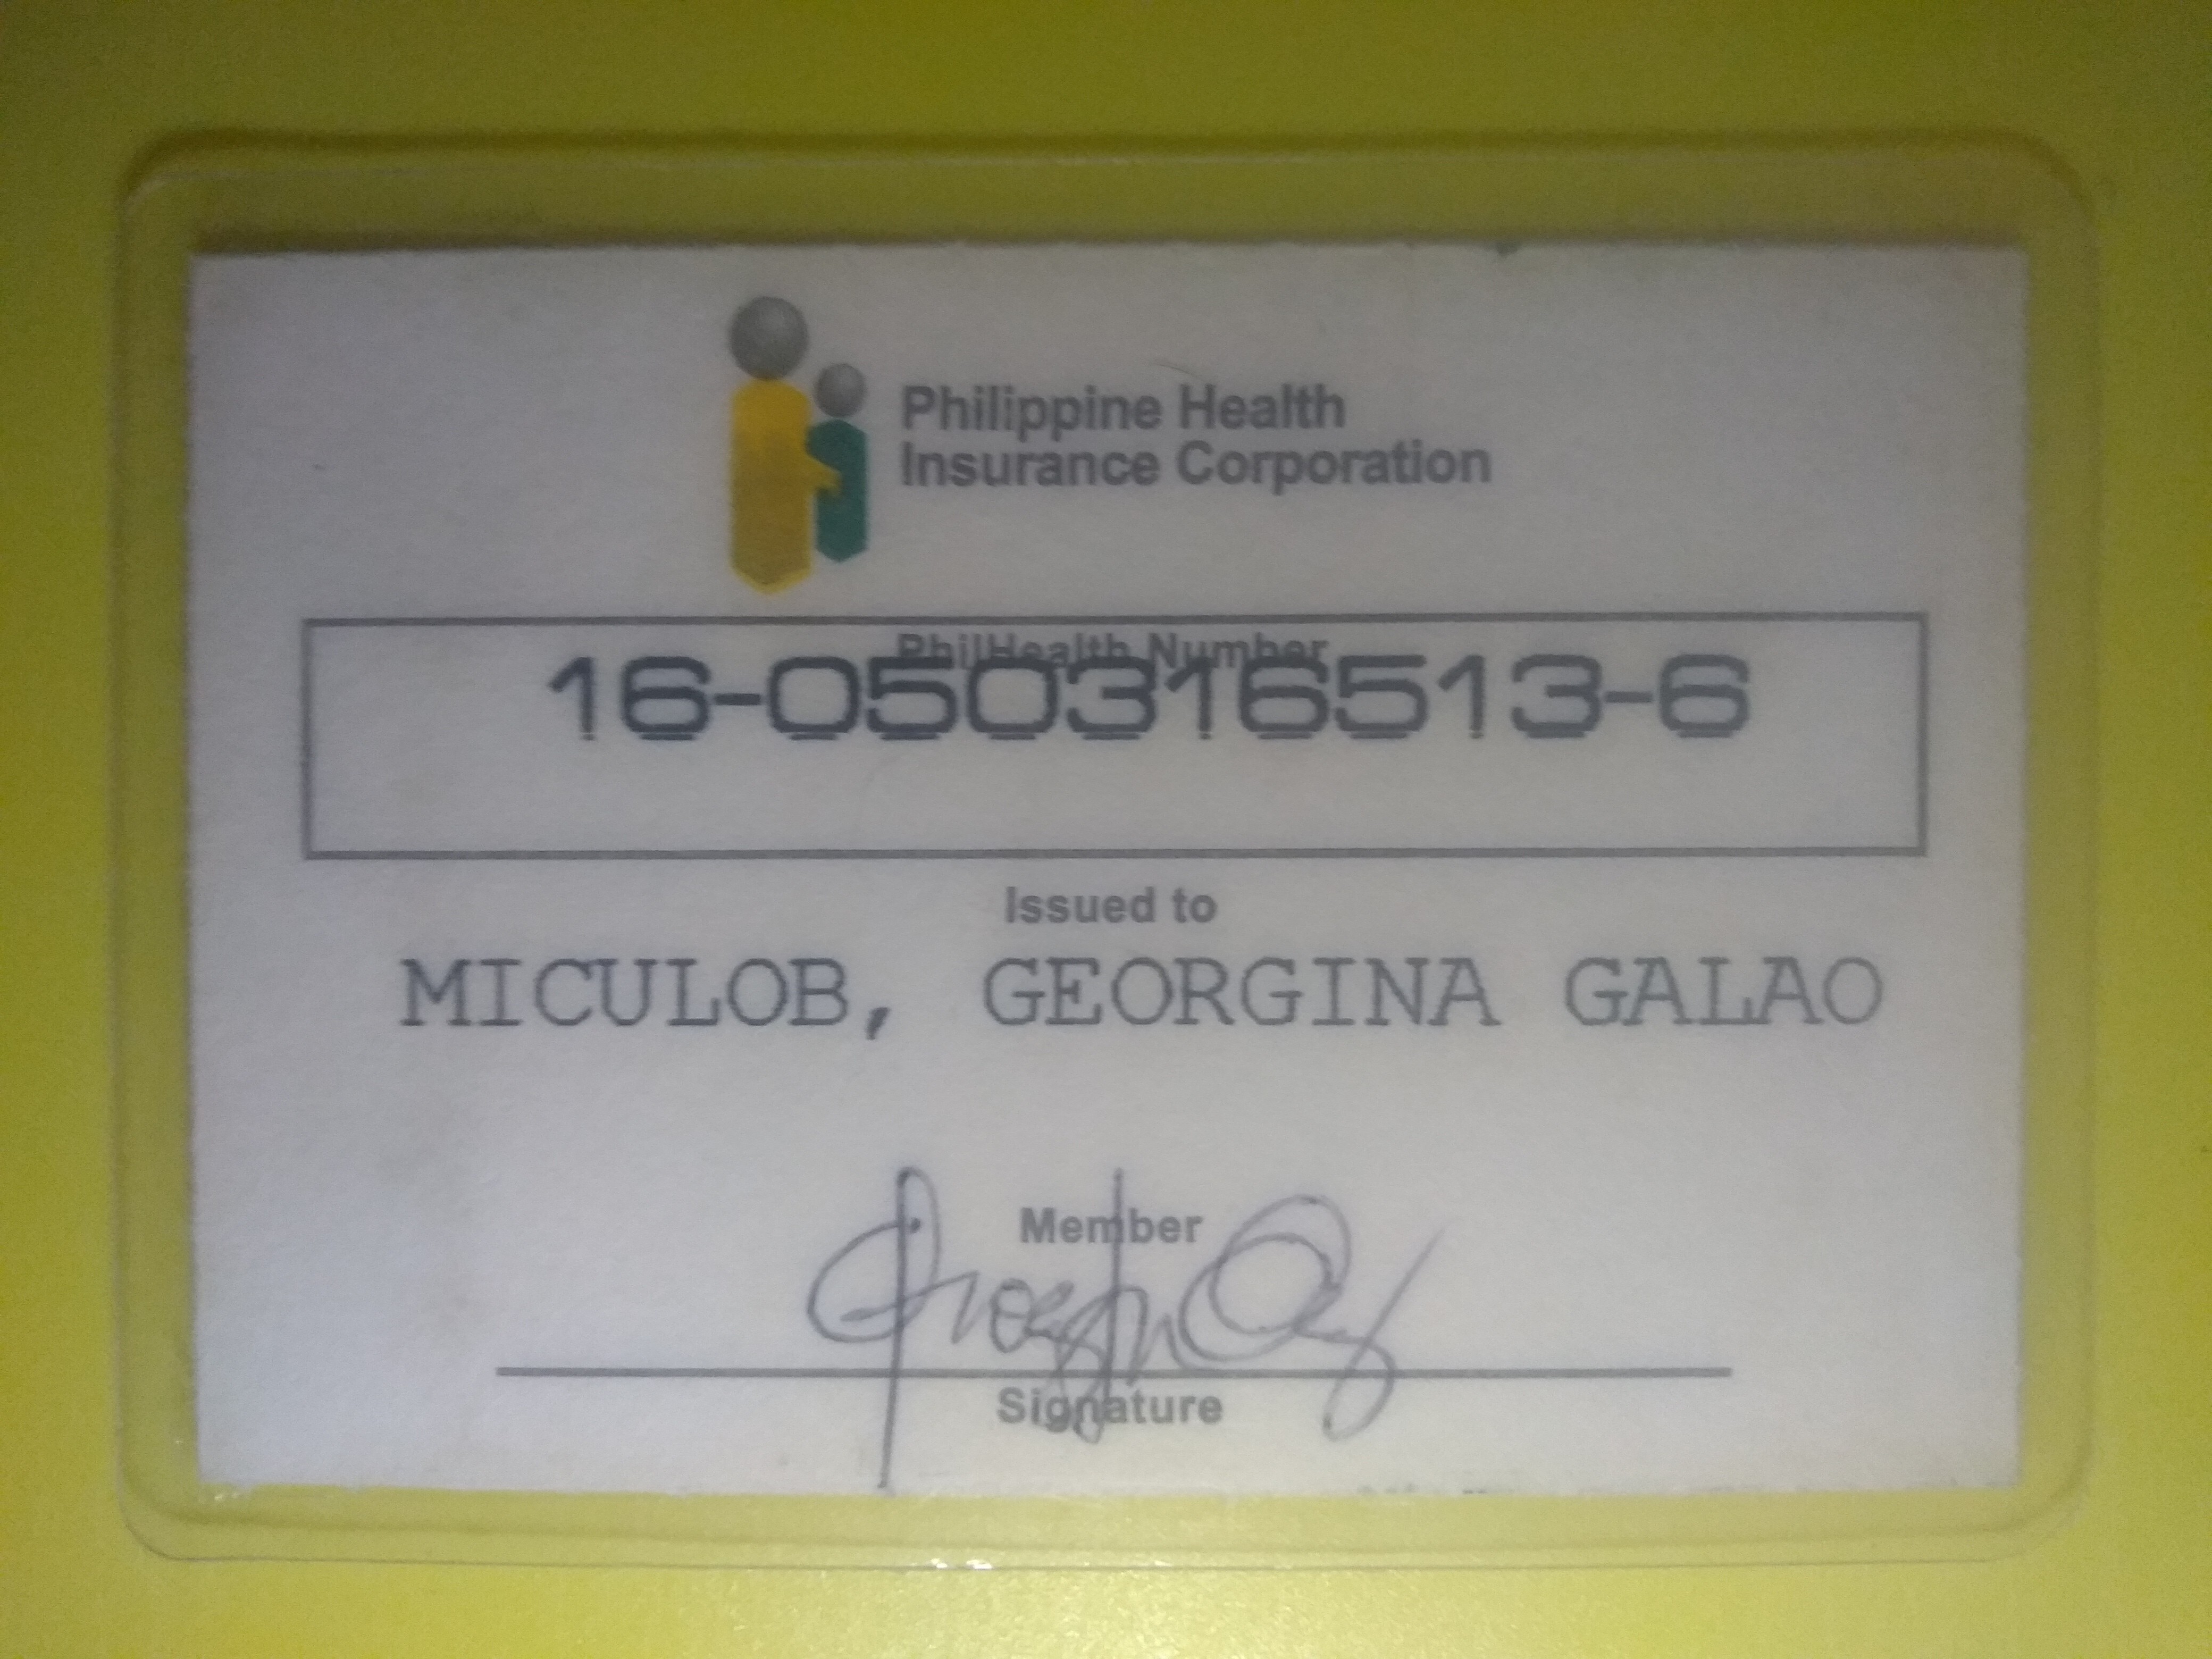 Philippine Health
Insurance Corporation
PhilHealth Number
16-050316513-6
Issued to
MICULOB, GEORGINA GALAO
Member
Signature